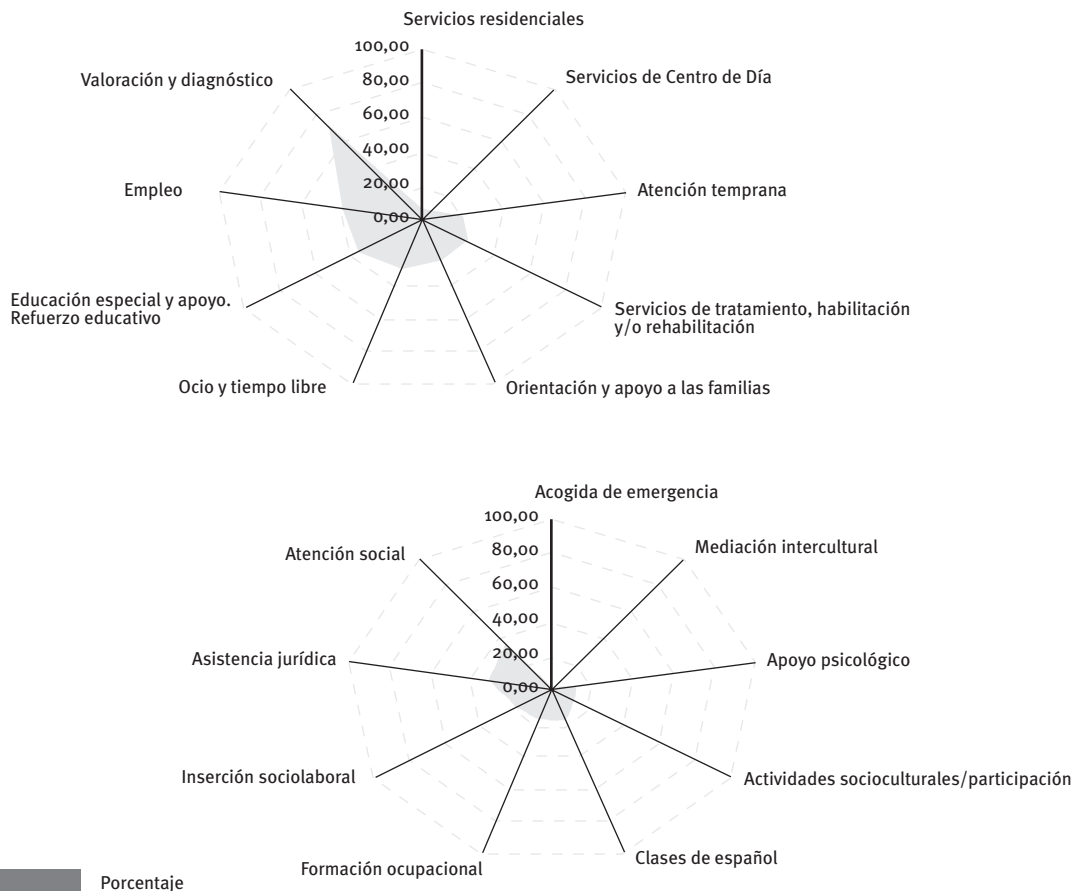 Servicios residenciales
100,00
80,00
60,00
40,00
20,00
0,00
Servicios de Centro de Día
Atención temprana
Servicios de tratamiento, habilitación
y/o rehabilitación
Orientación y apoyo a las familias
Ocio y tiempo libre
Educación especial y apoyo.
Refuerzo educativo
Empleo
Valoración y diagnóstico
Acogida de emergencia
100,00
80,00
60,00
40,00
20,00
0,00
Mediación intercultural
Apoyo psicológico
Actividades socioculturales/participación
Clases de español
Formación ocupacional
Inserción sociolaboral
Asistencia jurídica
Atención social
Porcentaje